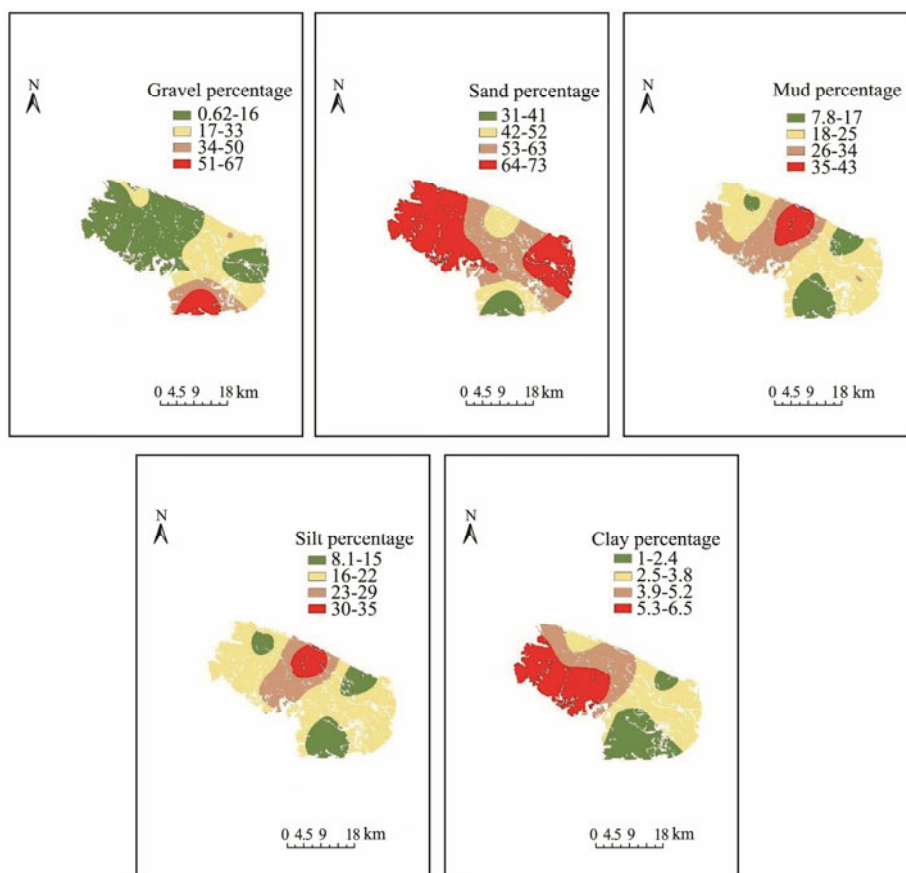 N
Gravel percentage
0.62-16
17-33
34-50
51-67
0 4.5 9 18 km
N
Sand percentage
31-41
42-52
53-63
64-73
0 4.5 9 18 km
N
Mud percentage
7.8-17
18-25
26-34
35-43
0 4.5 9 18 km
N
Silt percentage
8.1-15
16-22
23-29
30-35
0 4.5 9 18 km
N
Clay percentage
1-2.4
2.5-3.8
3.9-5.2
5.3-6.5
0 4.5 9 18 km